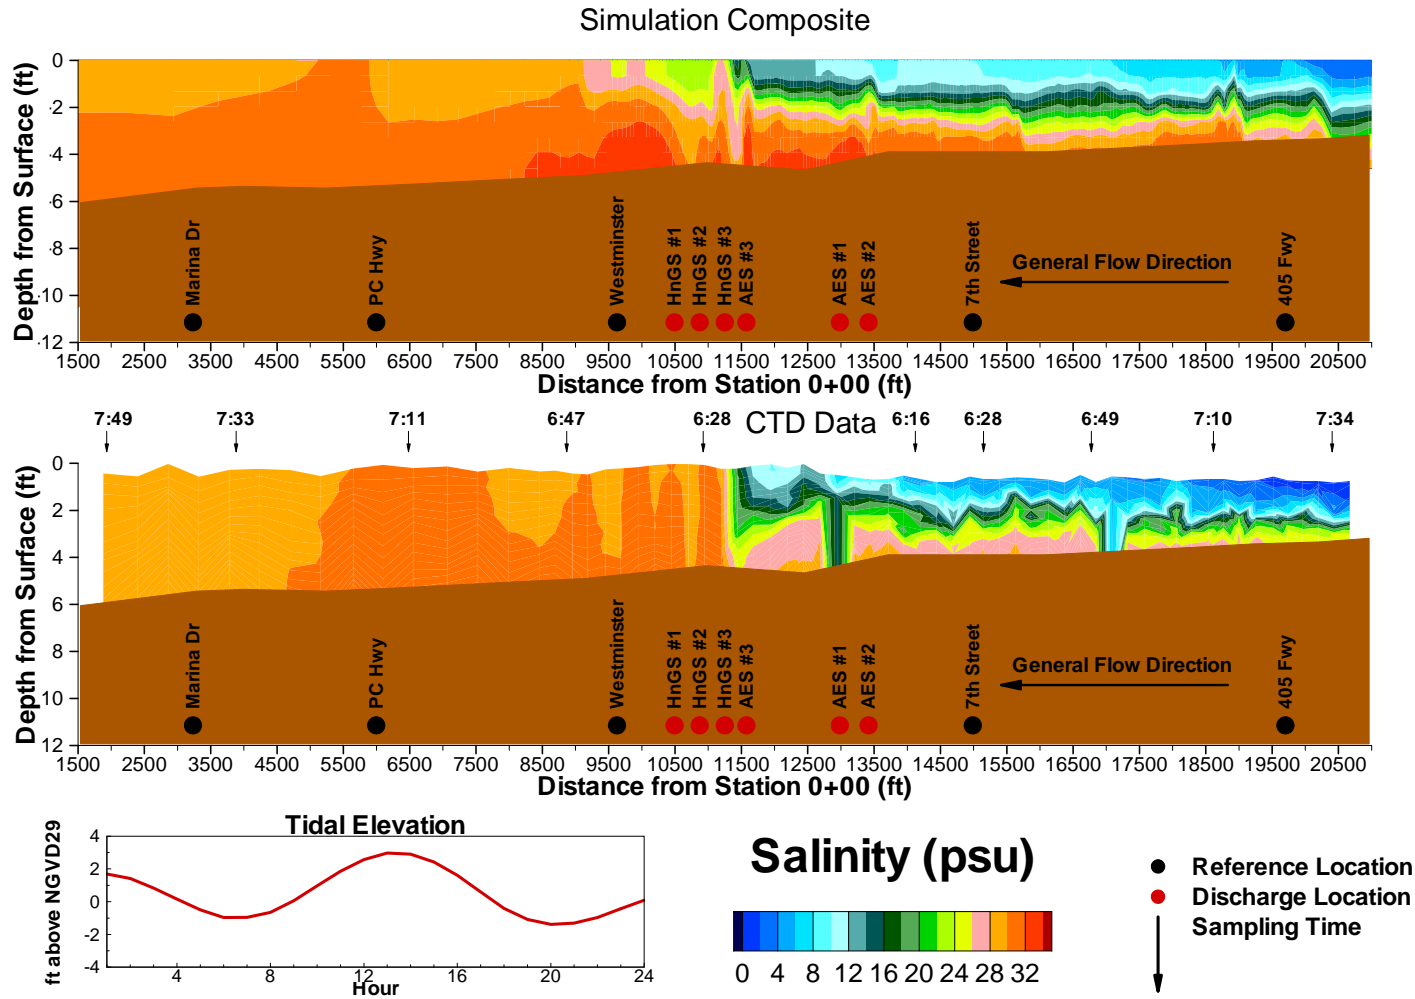 Simulation Composite
Depth from Surface (ft)
0
-2
-4
-6
-8
-10
-12
Marina Dr
PC Hwy
Westminster
HnGS #1
HnGS #2
HnGS #3
AES #3
AES #1
AES #2
7th Street
405 Fwy
General Flow Direction
1500 2500 3500 4500 5500 6500 7500 8500 9500 10500 11500 12500 13500 14500 15500 16500 17500 18500 19500 20500
Distance from Station 0+00 (ft)
7:49 7:33 7:11 6:47 6:28 CTD Data 6:16 6:28 6:49 7:10 7:34
Depth from Surface (ft)
0
2
4
6
8
10
12
Marina Dr
PC Hwy
Westminster
HnGS #1
HnGS #2
HnGS #3
AES #3
AES #1
AES #2
7th Street
405 Fwy
General Flow Direction
1500 2500 3500 4500 5500 6500 7500 8500 9500 10500 11500 12500 13500 14500 15500 16500 17500 18500 19500 20500
Distance from Station 0+00 (ft)
Tidal Elevation
ft above NGVD29
4
2
0
-2
-4
4 8 12 16 20 24
Hour
Salinity (psu)
0 4 8 12 16 20 24 28 32
Reference Location
Discharge Location
Sampling Time